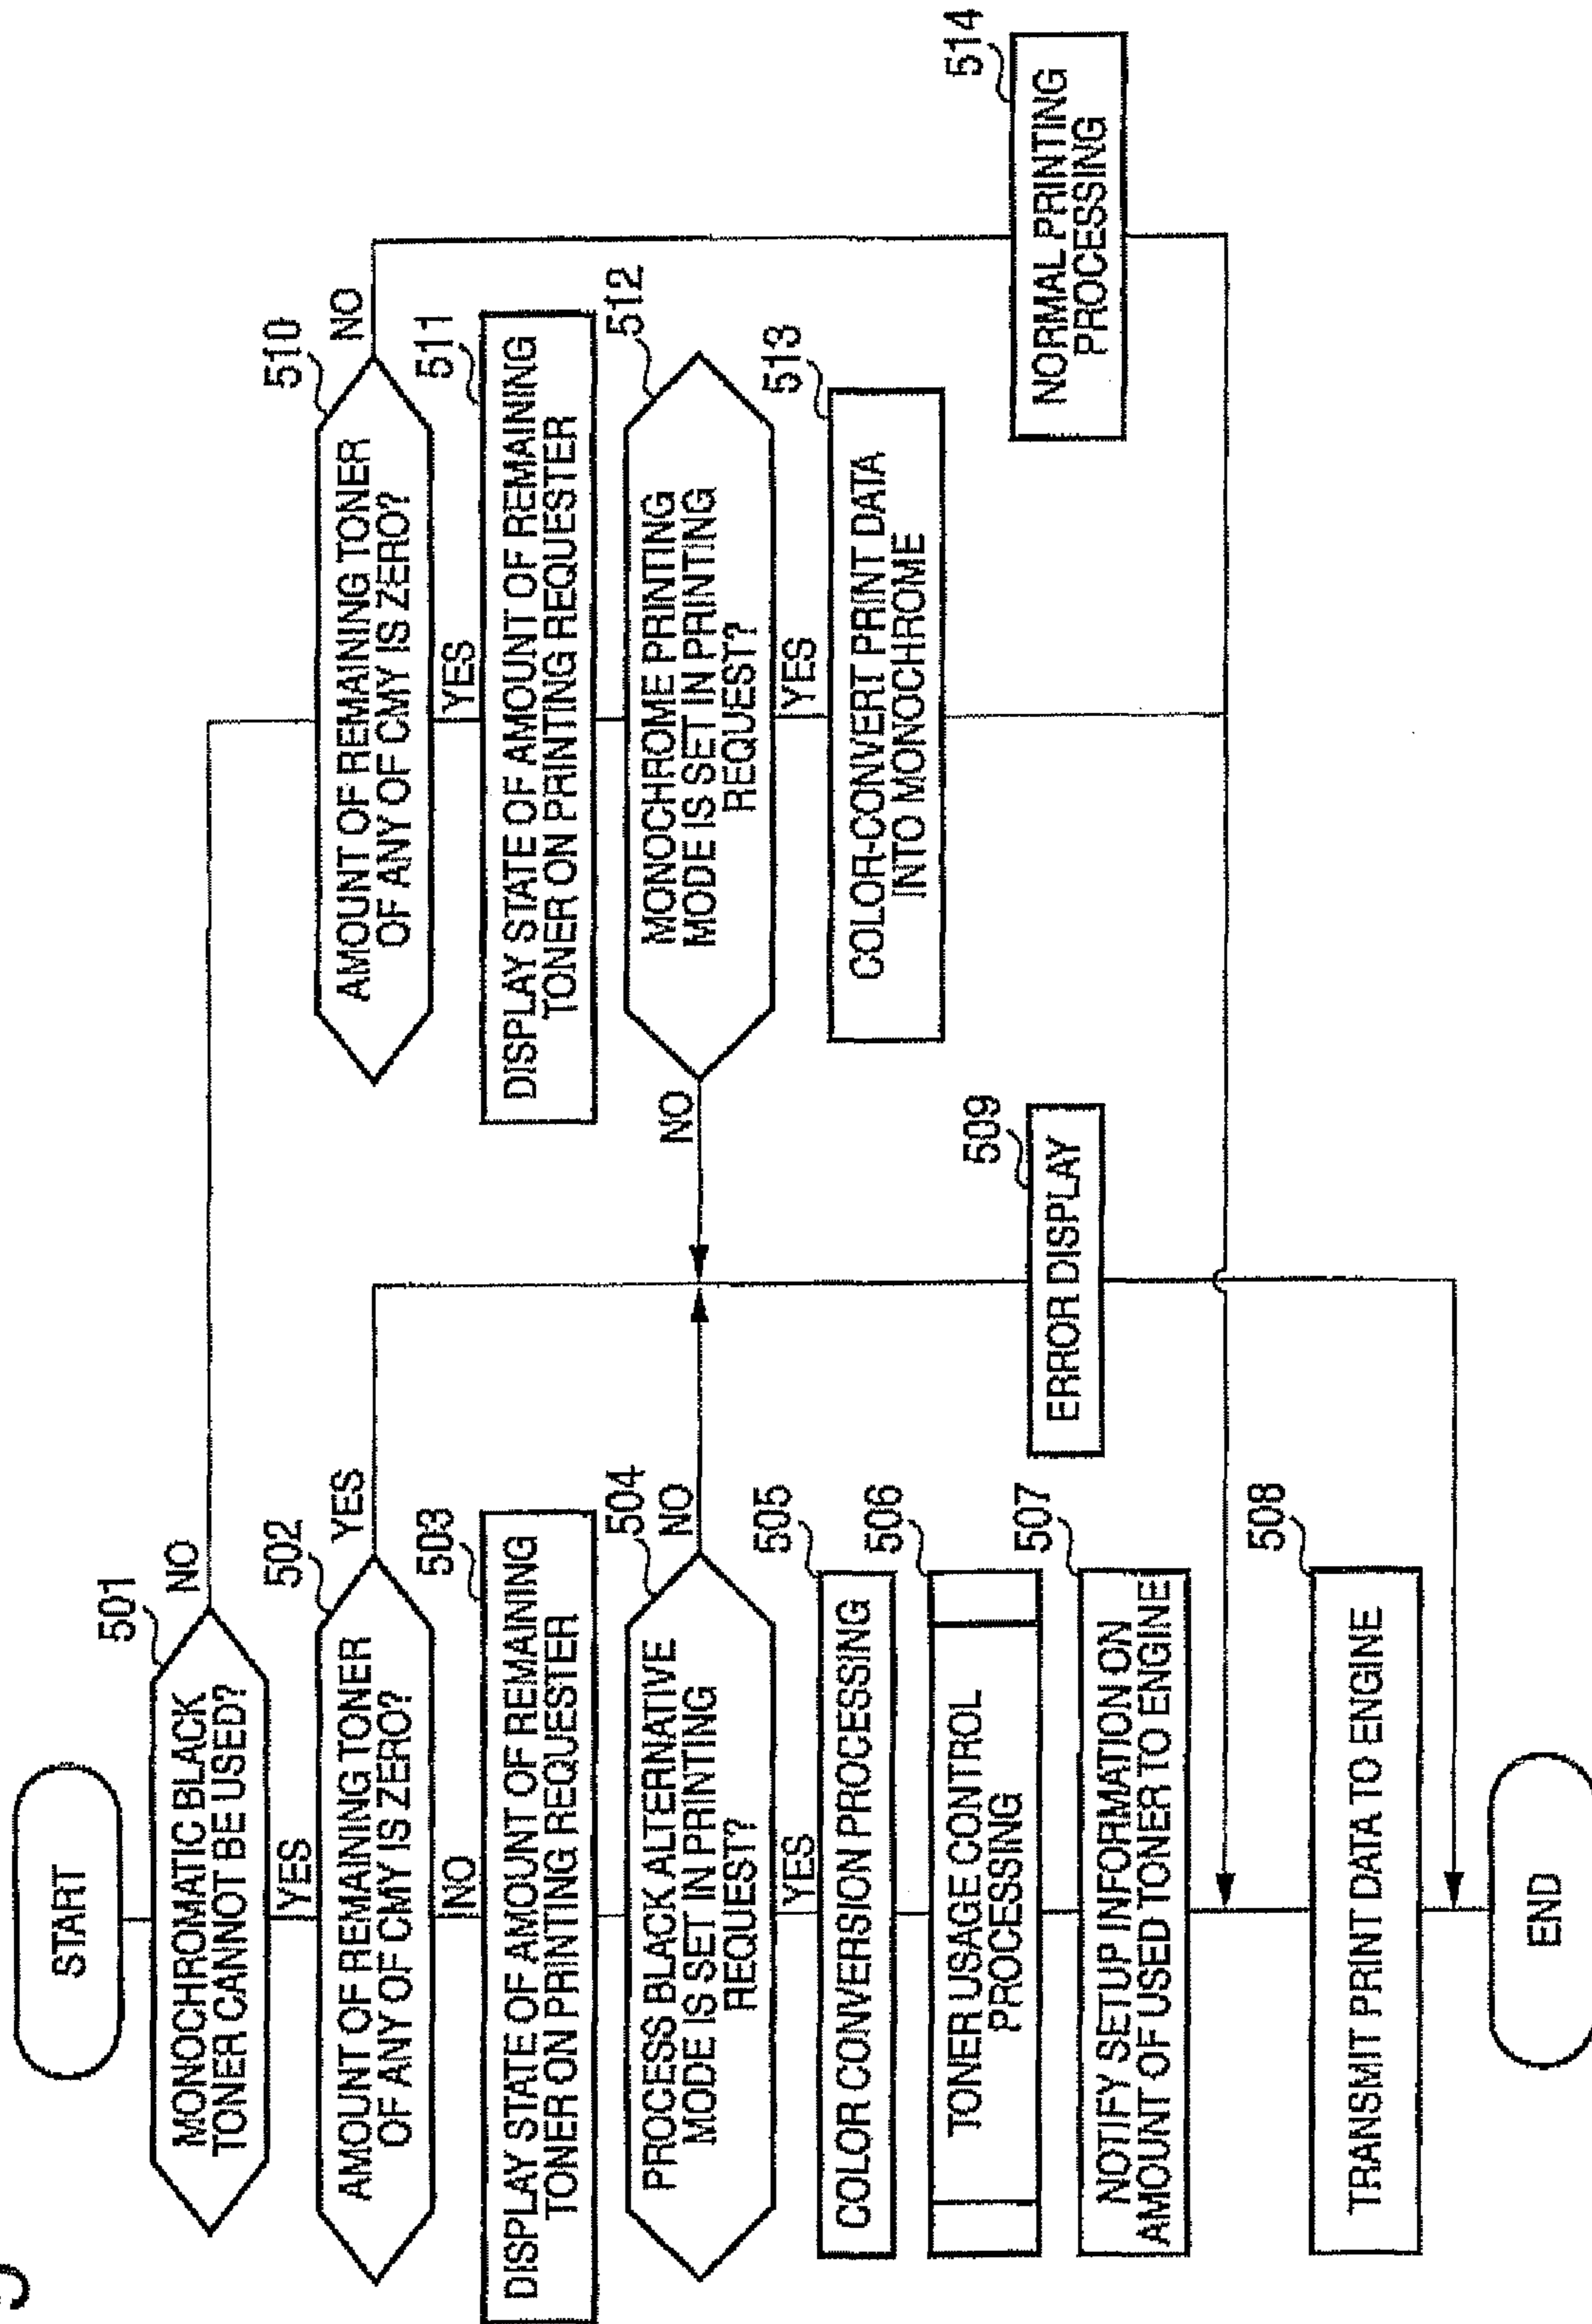 START
501
MONOCHROMATIC BLACK
TONER CANNOT BE USED?
NO
YES
502
AMOUNT OF REMAINING TONER
OF ANY OF CMY IS ZERO?
YES
NO
503
DISPLAY STATE OF AMOUNT OF REMAINING
TONER ON PRINTING REQUESTER
504
PROCESS BLACK ALTERNATIVE
MODE IS SET IN PRINTING
REQUEST?
NO
YES
505
COLOR CONVERSION PROCESSING
506
TONER USAGE CONTROL
PROCESSING
507
NOTIFY SETUP INFORMATION ON
AMOUNT OF USED TONER TO ENGINE
508
TRANSMIT PRINT DATA TO ENGINE
END
509
ERROR DISPLAY
510
AMOUNT OF REMAINING TONER
OF ANY OF CMY IS ZERO?
NO
YES
511
DISPLAY STATE OF AMOUNT OF REMAINING
TONER ON PRINTING REQUESTER
512
MONOCHROME PRINTING
MODE IS SET IN PRINTING
REQUEST?
NO
YES
513
COLOR-CONVERT PRINT DATA
INTO MONOCHROME
514
NORMAL PRINTING
PROCESSING